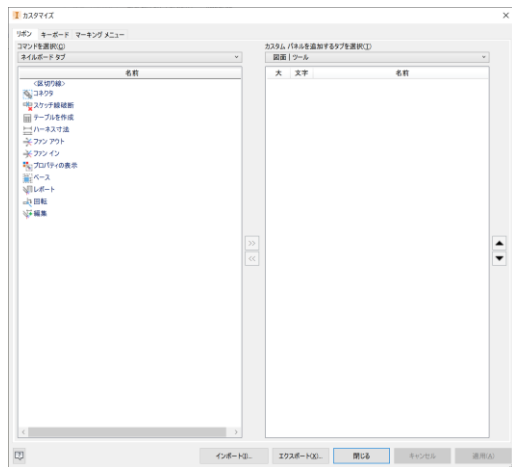 カスタマイズ
リボン キーボード マーキング メニュー
コマンドを選択(O)
ネイルボード タブ
名前
<区切り線>
コネクタ
スケッチ線破断
テーブルを作成
ハーネス寸法
ファン アウト
ファン イン
プロパティの表示
ベース
レポート
回転
編集
>>
<<
カスタム パネルを追加するタブを選択(T)
図面 | ツール
大 文字 名前
インポート(I)... エクスポート(X)... 閉じる キャンセル 適用(A)